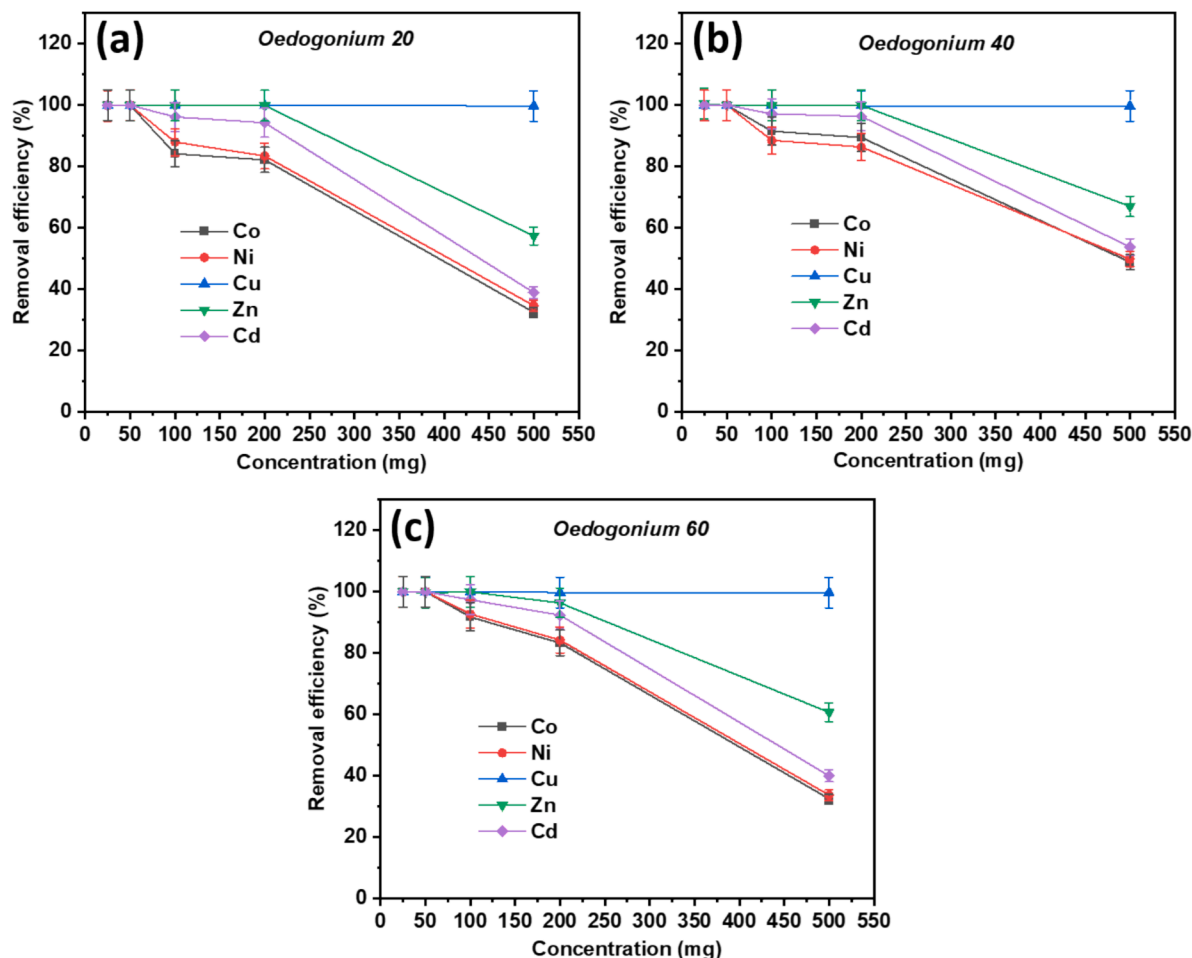 (a)
Oedogonium 20
120
100
80
60
40
20
0
Removal efficiency (%)
Co
Ni
Cu
Zn
Cd
0 50 100 150 200 250 300 350 400 450 500 550
Concentration (mg)
(b)
Oedogonium 40
120
100
80
60
40
20
0
Removal efficiency (%)
Co
Ni
Cu
Zn
Cd
0 50 100 150 200 250 300 350 400 450 500 550
Concentration (mg)
(c)
Oedogonium 60
120
100
80
60
40
20
0
Removal efficiency (%)
Co
Ni
Cu
Zn
Cd
0 50 100 150 200 250 300 350 400 450 500 550
Concentration (mg)